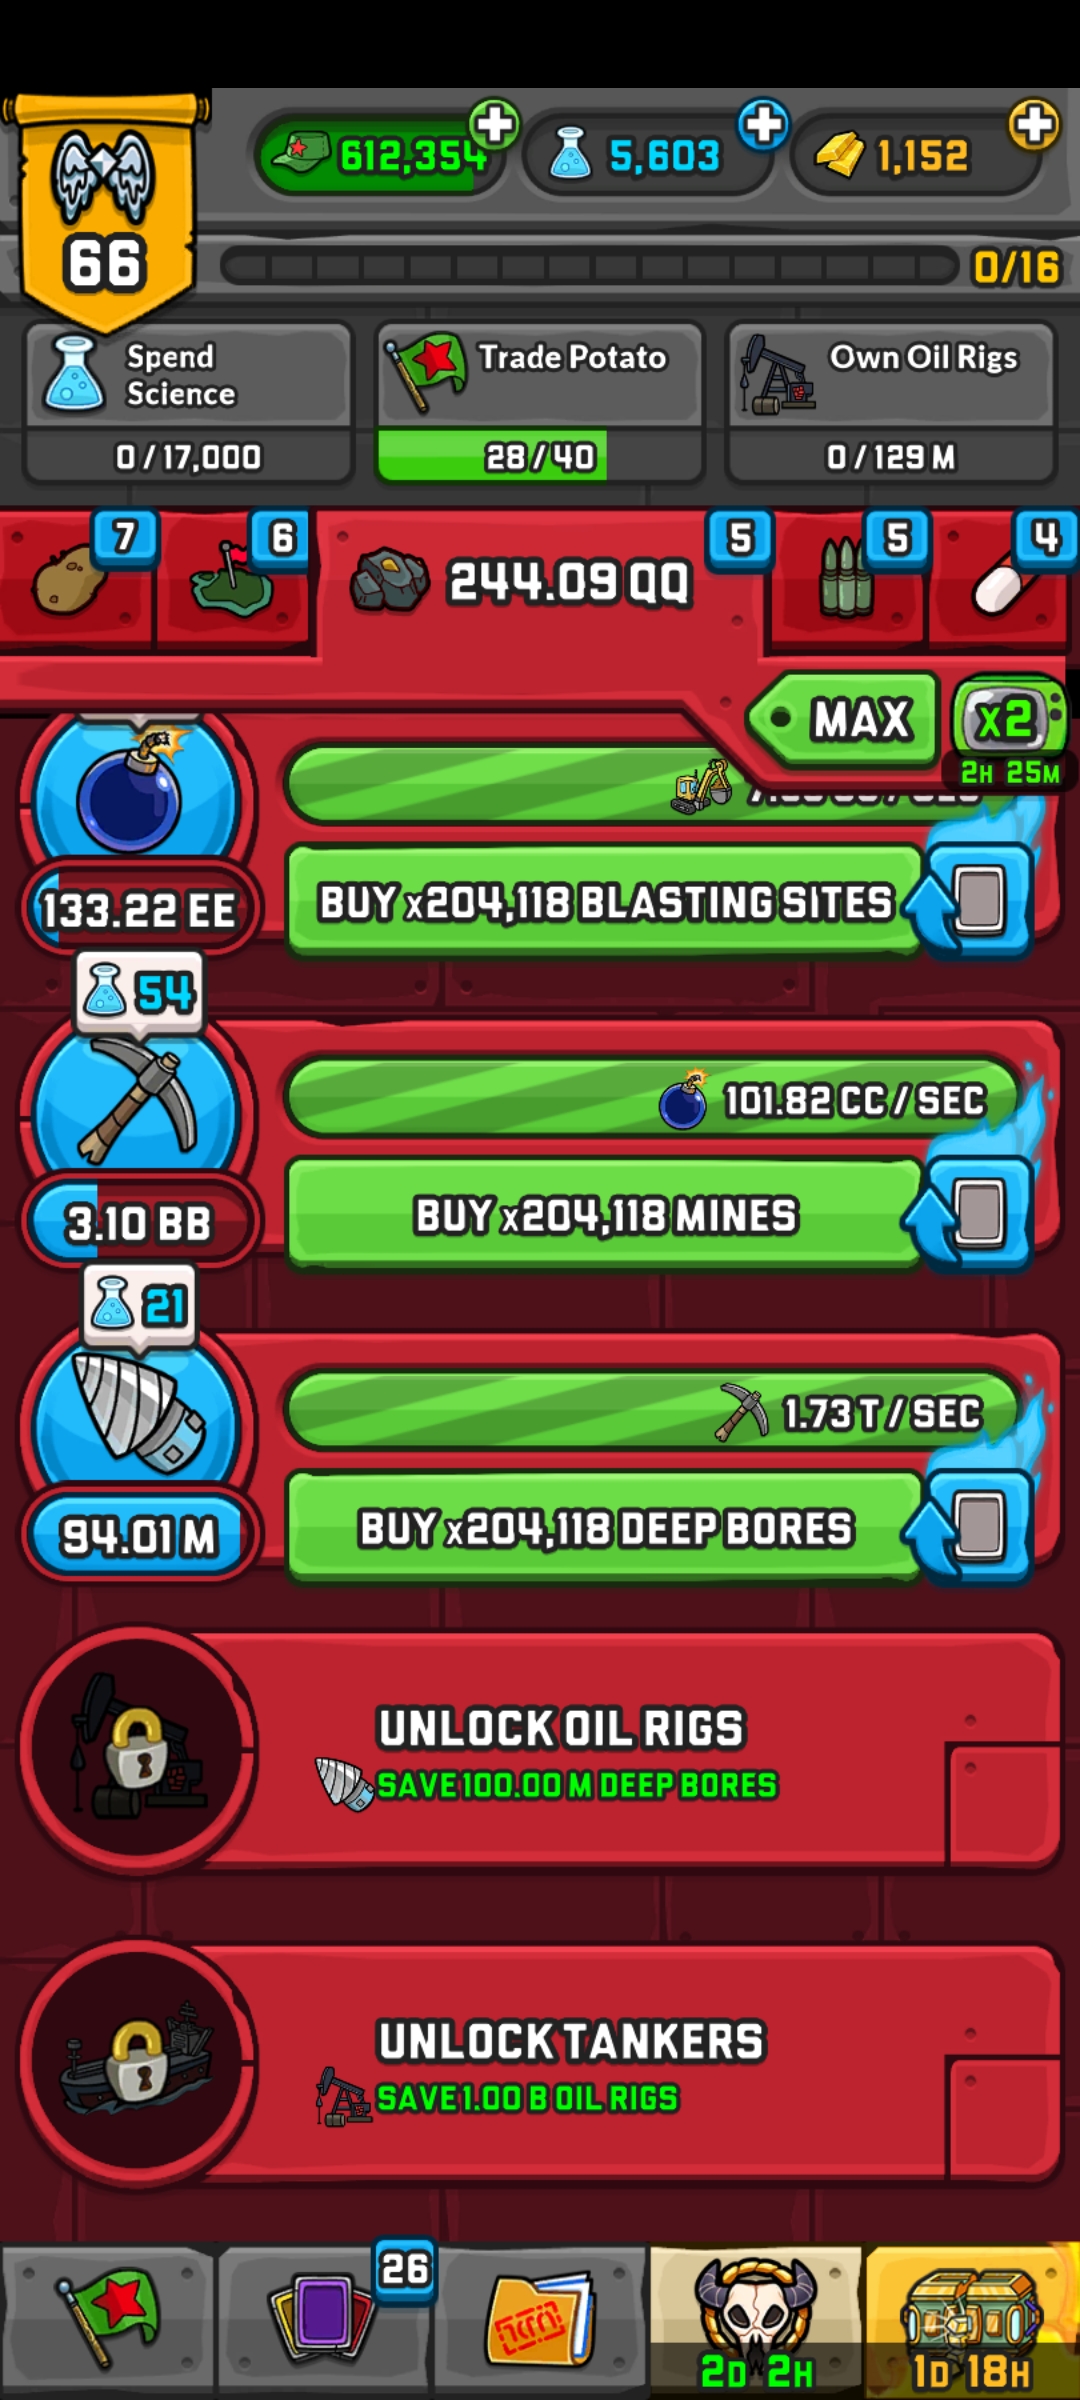 612,354
5,603
1,152
66
0/16
Spend
Science
0/17,000
Trade Potato
28/40
Own Oil Rigs
0/129 M
7
6
244.09 QQ
5
5
4
MAX
x2
2H 25M
133.22 EE
BUY x204,118 BLASTING SITES
54
101.82 CC/SEC
3.10 BB
BUY x204,118 MINES
21
1.73 T/SEC
94.01 M
BUY x204,118 DEEP BORES
UNLOCK OIL RIGS
SAVE 100.00 M DEEP BORES
UNLOCK TANKERS
SAVE 1.00 B OIL RIGS
26
2D 2H
1D 18H